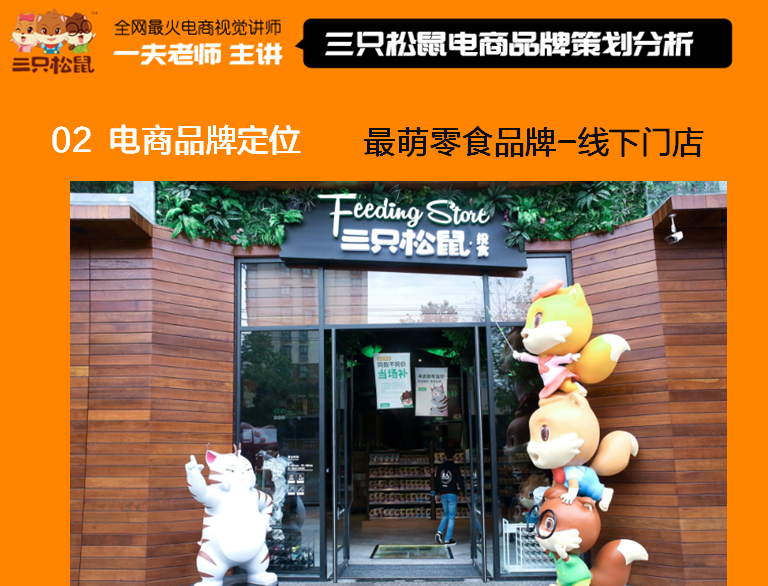 三只松鼠
全网最火电商视觉讲师
一夫老师 主讲
三只松鼠电商品牌策划分析
02 电商品牌定位
最萌零食品牌-线下门店
Feeding Store
三只松鼠·投食
当场补